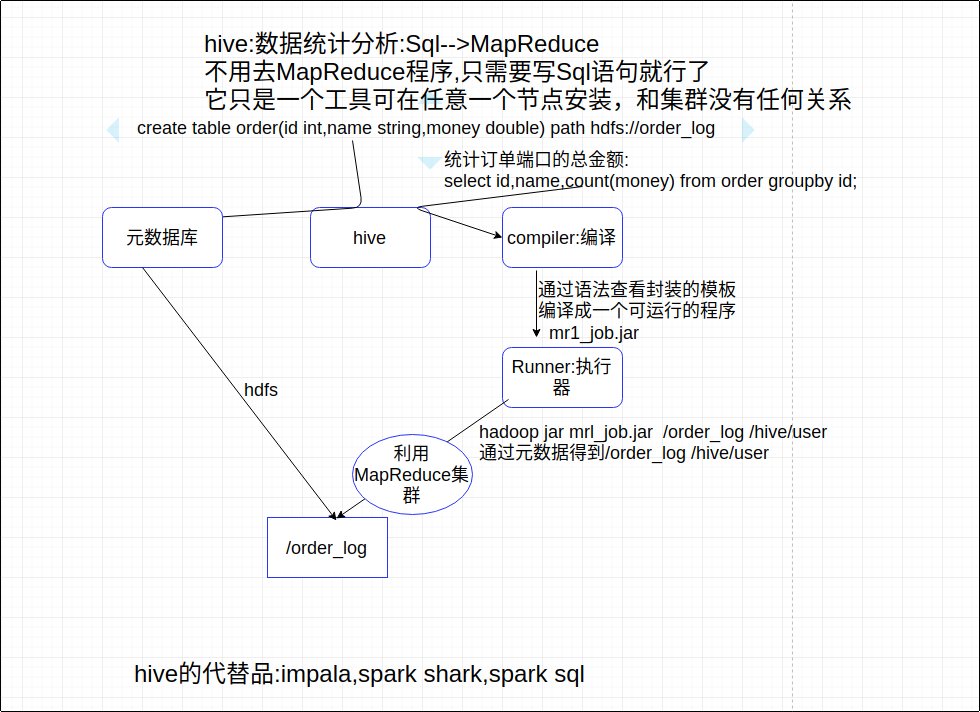 hive:数据统计分析:Sql-->MapReduce
不用去MapReduce程序,只需要写Sql语句就行了
它只是一个工具可在任意一个节点安装，和集群没有任何关系
create table order(id int,name string,money double) path hdfs://order_log
统计订单端口的总金额:
select id,name,count(money) from order groupby id;
元数据库
hive
compiler:编译
通过语法查看封装的模板
编译成一个可运行的程序
mr1_job.jar
Runner:执行
器
hdfs
hadoop jar mrl_job.jar /order_log /hive/user
通过元数据得到/order_log /hive/user
利用
MapReduce集
群
/order_log
hive的代替品:impala,spark shark,spark sql